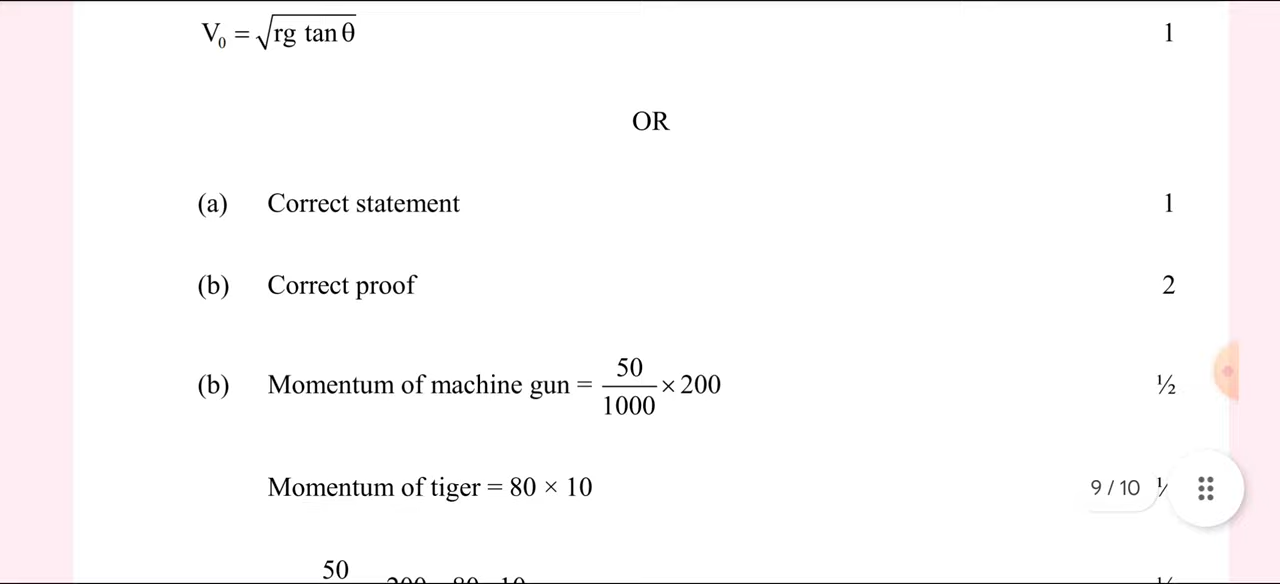 V₀ = √rg tan θ 1
OR
(a) Correct statement 1
(b) Correct proof 2
(b) Momentum of machine gun = 50/1000 × 200 ½
Momentum of tiger = 80 × 10
9 / 10
50